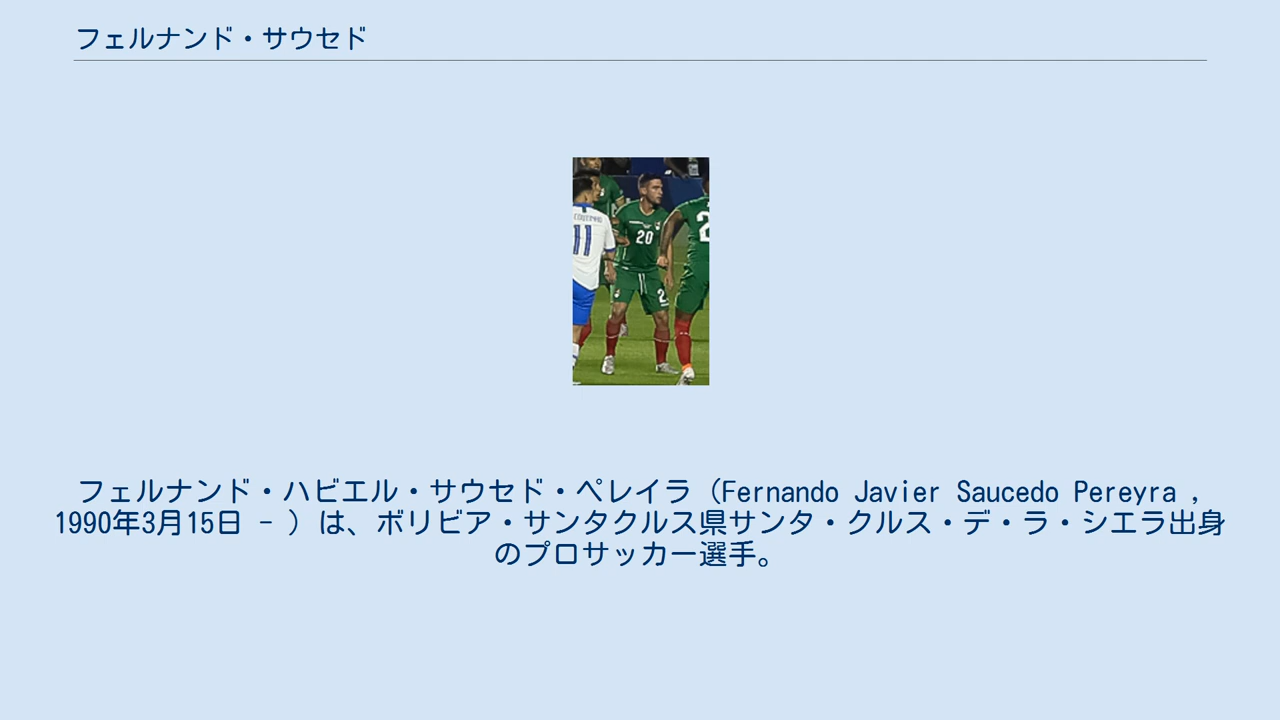 フェルナンド・サウセド
11
20
2
2
フェルナンド・ハビエル・サウセド・ペレイラ（Fernando Javier Saucedo Pereyra ,
1990年3月15日 - ）は、ボリビア・サンタクルス県サンタ・クルス・デ・ラ・シエラ出身
のプロサッカー選手。